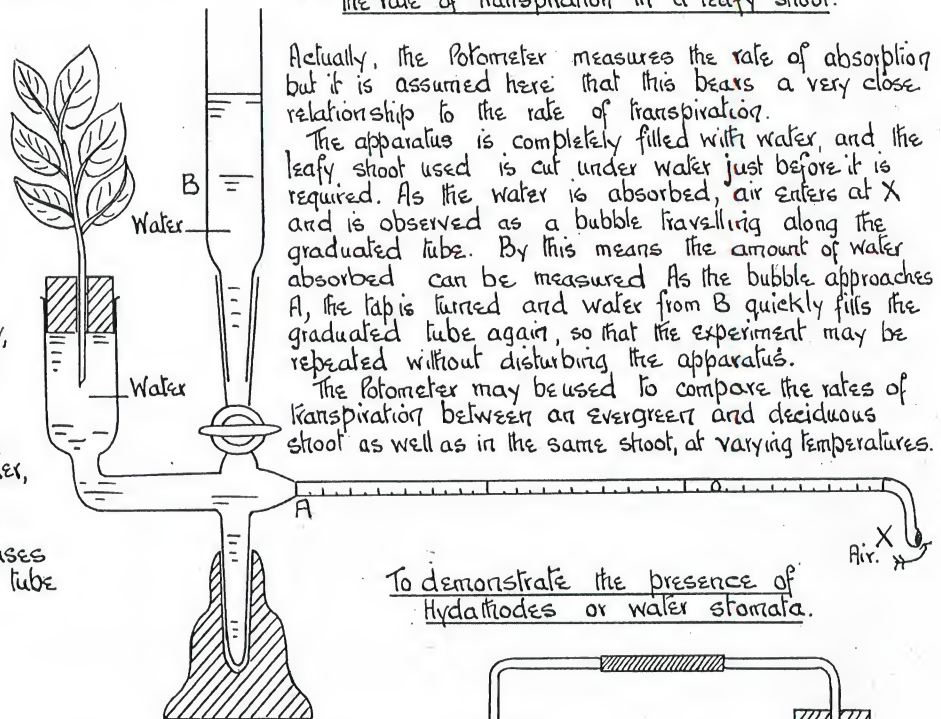 the rate of transpiration in a leafy shoot.
Actually, the Potometer measures the rate of absorption
but it is assumed here that this bears a very close
relationship to the rate of transpiration.
The apparatus is completely filled with water, and the
leafy shoot used is cut under water just before it is
required. As the water is absorbed, air enters at X
and is observed as a bubble travelling along the
graduated tube. By this means the amount of water
absorbed can be measured As the bubble approaches
A, the tap is turned and water from B quickly fills the
graduated tube again, so that the experiment may be
repeated without disturbing the apparatus.
The Potometer may be used to compare the rates of
transpiration between an evergreen and deciduous
shoot as well as in the same shoot, at varying temperatures.
B
Water
Water
A
X
Air.
tube
To demonstrate the presence of
Hydathodes or water stomata.